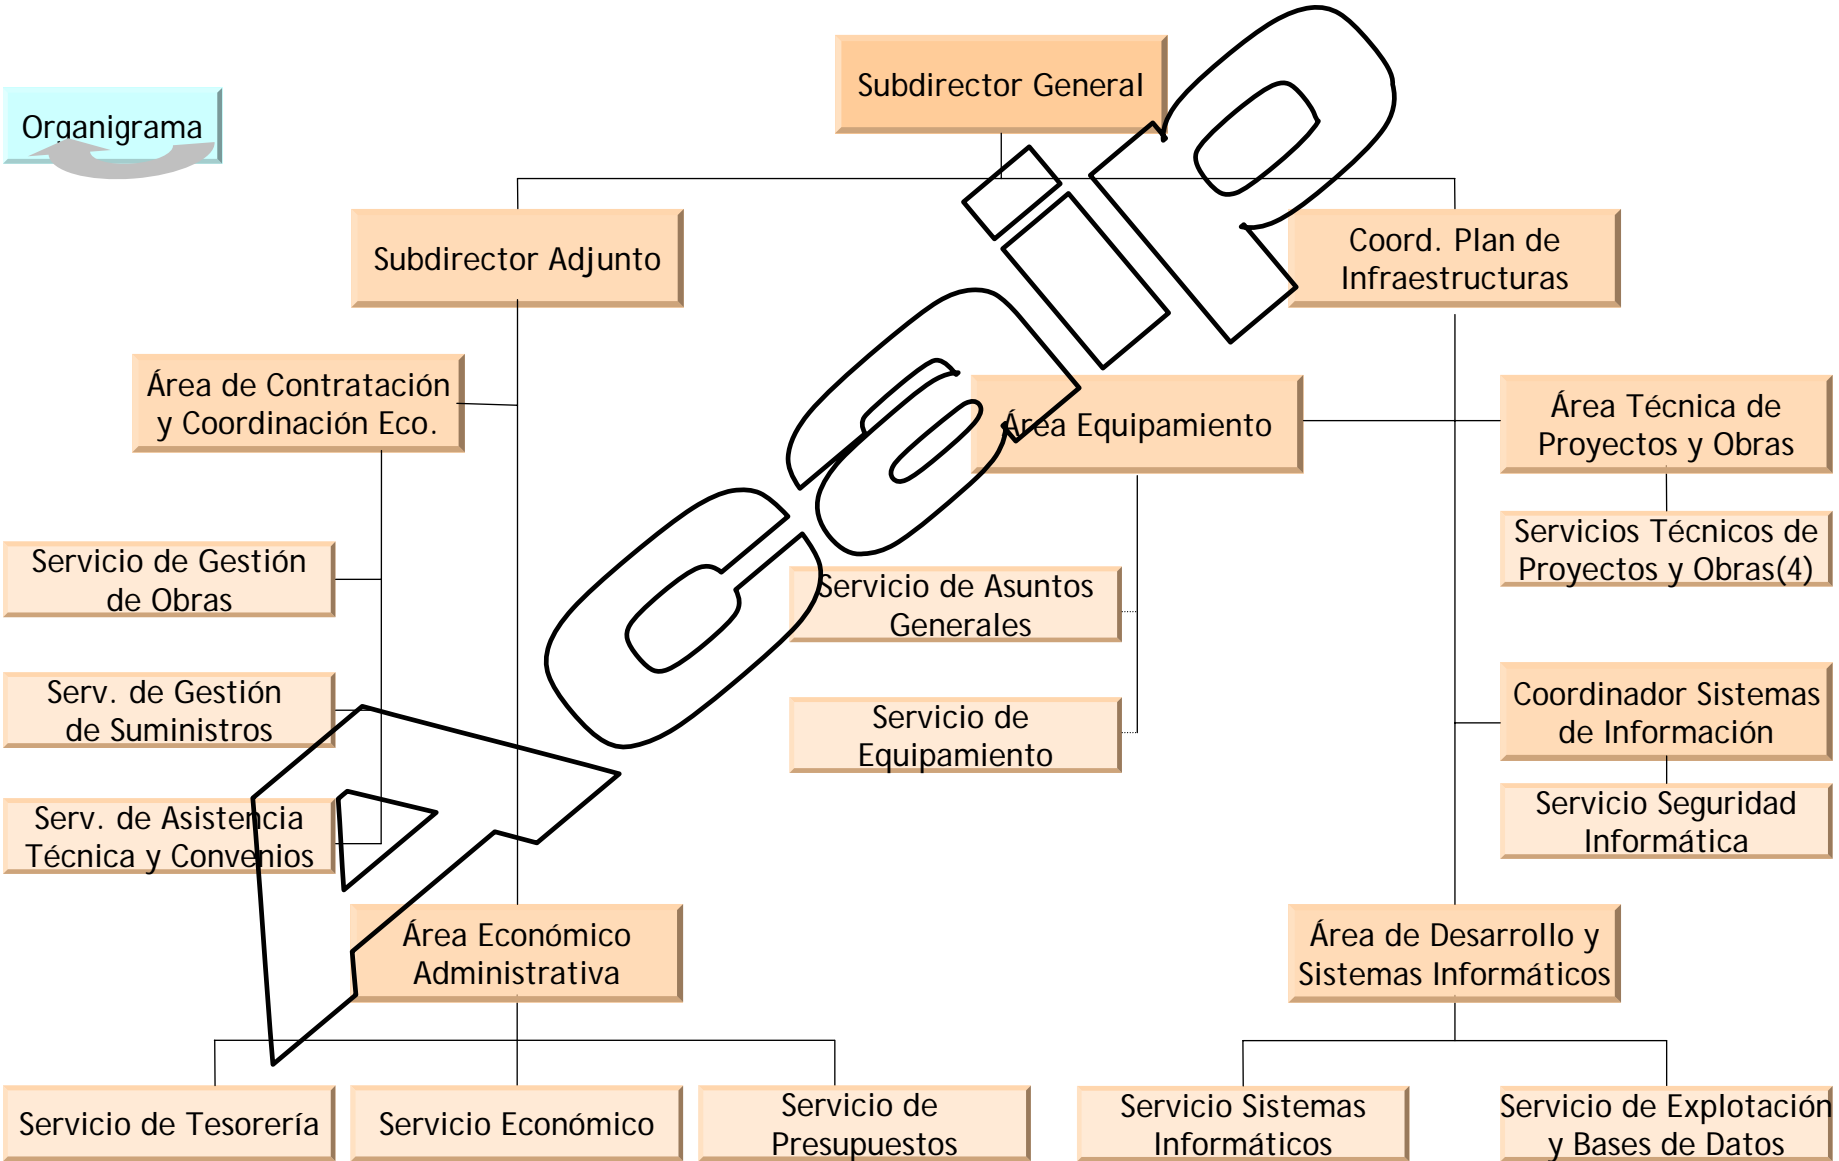 Subdirector General
Organigrama
Subdirector Adjunto
Coord. Plan de
Infraestructuras
Área de Contratación
y Coordinación Eco.
Área Equipamiento
Área Técnica de
Proyectos y Obras
Servicios Técnicos de
Proyectos y Obras(4)
Servicio de Gestión
de Obras
Servicio de Asuntos
Generales
Serv. de Gestión
de Suministros
Servicio de
Equipamiento
Coordinador Sistemas
de Información
Servicio Seguridad
Informática
Serv. de Asistencia
Técnica y Convenios
Área Económico
Administrativa
Área de Desarrollo y
Sistemas Informáticos
Servicio de Tesorería
Servicio Económico
Servicio de
Presupuestos
Servicio Sistemas
Informáticos
Servicio de Explotación
y Bases de Datos
AcaiP